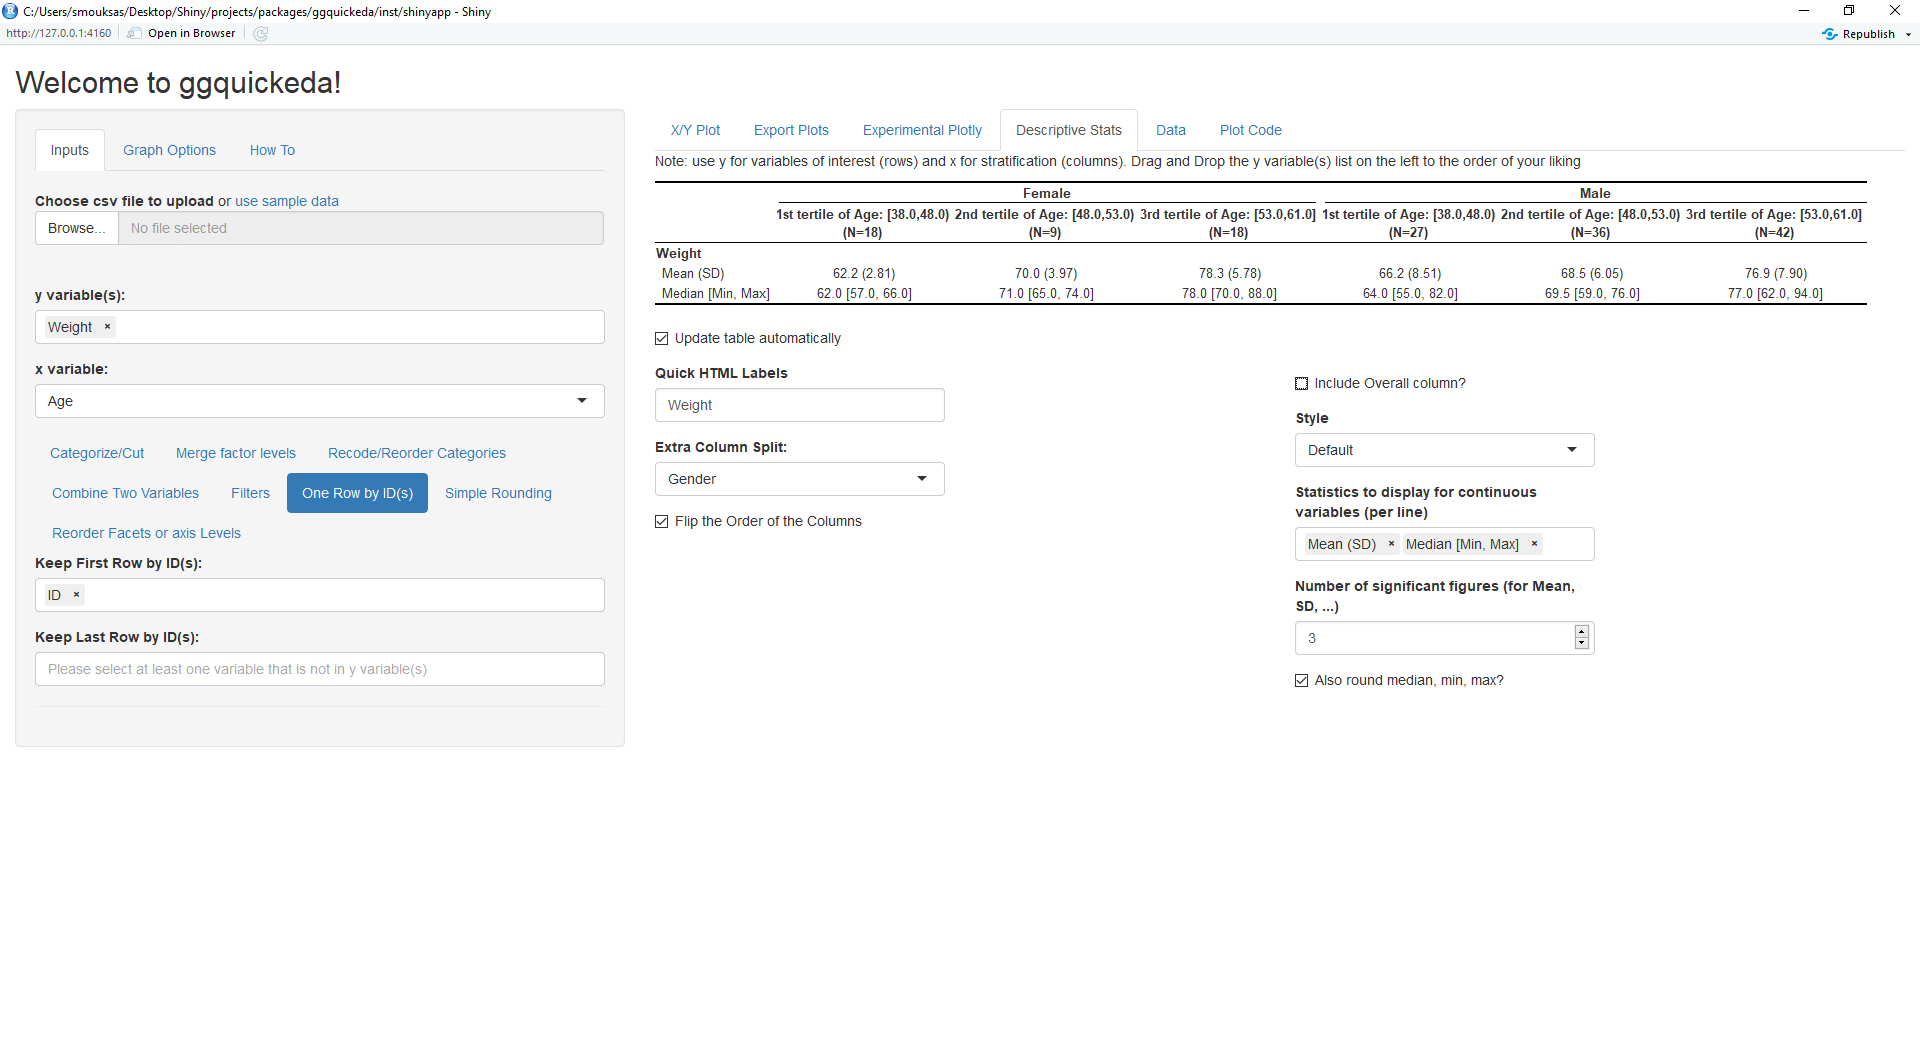 C:/Users/smouksas/Desktop/Shiny/projects/packages/ggquickeda/inst/shinyapp - Shiny
http://127.0.0.1:4160 Open in Browser Republish
Welcome to ggquickeda!
Inputs Graph Options How To
Choose csv file to upload or use sample data
Browse... No file selected
y variable(s):
Weight ×
x variable:
Age
Categorize/Cut Merge factor levels Recode/Reorder Categories
Combine Two Variables Filters One Row by ID(s) Simple Rounding
Reorder Facets or axis Levels
Keep First Row by ID(s):
ID ×
Keep Last Row by ID(s):
Please select at least one variable that is not in y variable(s)
X/Y Plot Export Plots Experimental Plotly Descriptive Stats Data Plot Code
Note: use y for variables of interest (rows) and x for stratification (columns). Drag and Drop the y variable(s) list on the left to the order of your liking
Female Male
1st tertile of Age: [38.0,48.0) 2nd tertile of Age: [48.0,53.0) 3rd tertile of Age: [53.0,61.0] 1st tertile of Age: [38.0,48.0) 2nd tertile of Age: [48.0,53.0) 3rd tertile of Age: [53.0,61.0]
(N=18) (N=9) (N=18) (N=27) (N=36) (N=42)
Weight
Mean (SD) 62.2 (2.81) 70.0 (3.97) 78.3 (5.78) 66.2 (8.51) 68.5 (6.05) 76.9 (7.90)
Median [Min, Max] 62.0 [57.0, 66.0] 71.0 [65.0, 74.0] 78.0 [70.0, 88.0] 64.0 [55.0, 82.0] 69.5 [59.0, 76.0] 77.0 [62.0, 94.0]
Update table automatically
Quick HTML Labels
Weight
Extra Column Split:
Gender
Flip the Order of the Columns
Include Overall column?
Style
Default
Statistics to display for continuous
variables (per line)
Mean (SD) × Median [Min, Max] ×
Number of significant figures (for Mean,
SD, ...)
3
Also round median, min, max?